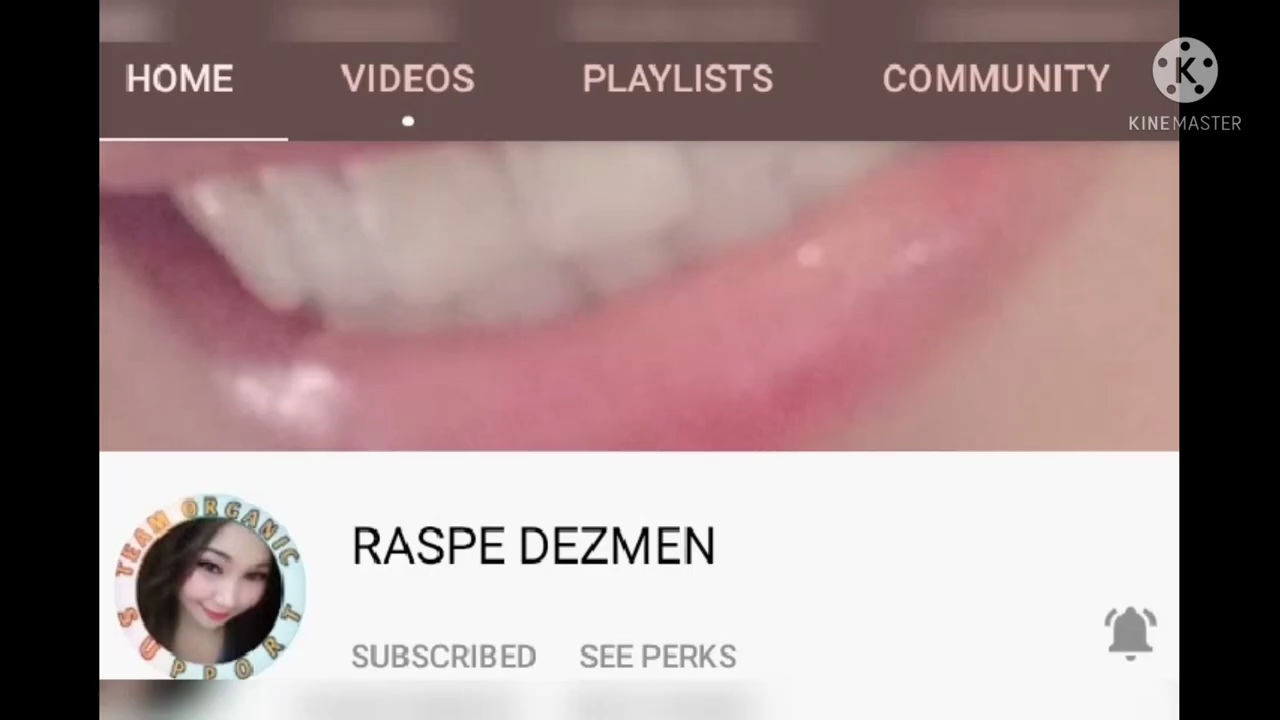 HOME VIDEOS PLAYLISTS COMMUNITY
K
KINEMASTER
TEAM ORGANIC
SUPPORT
RASPE DEZMEN
SUBSCRIBED SEE PERKS